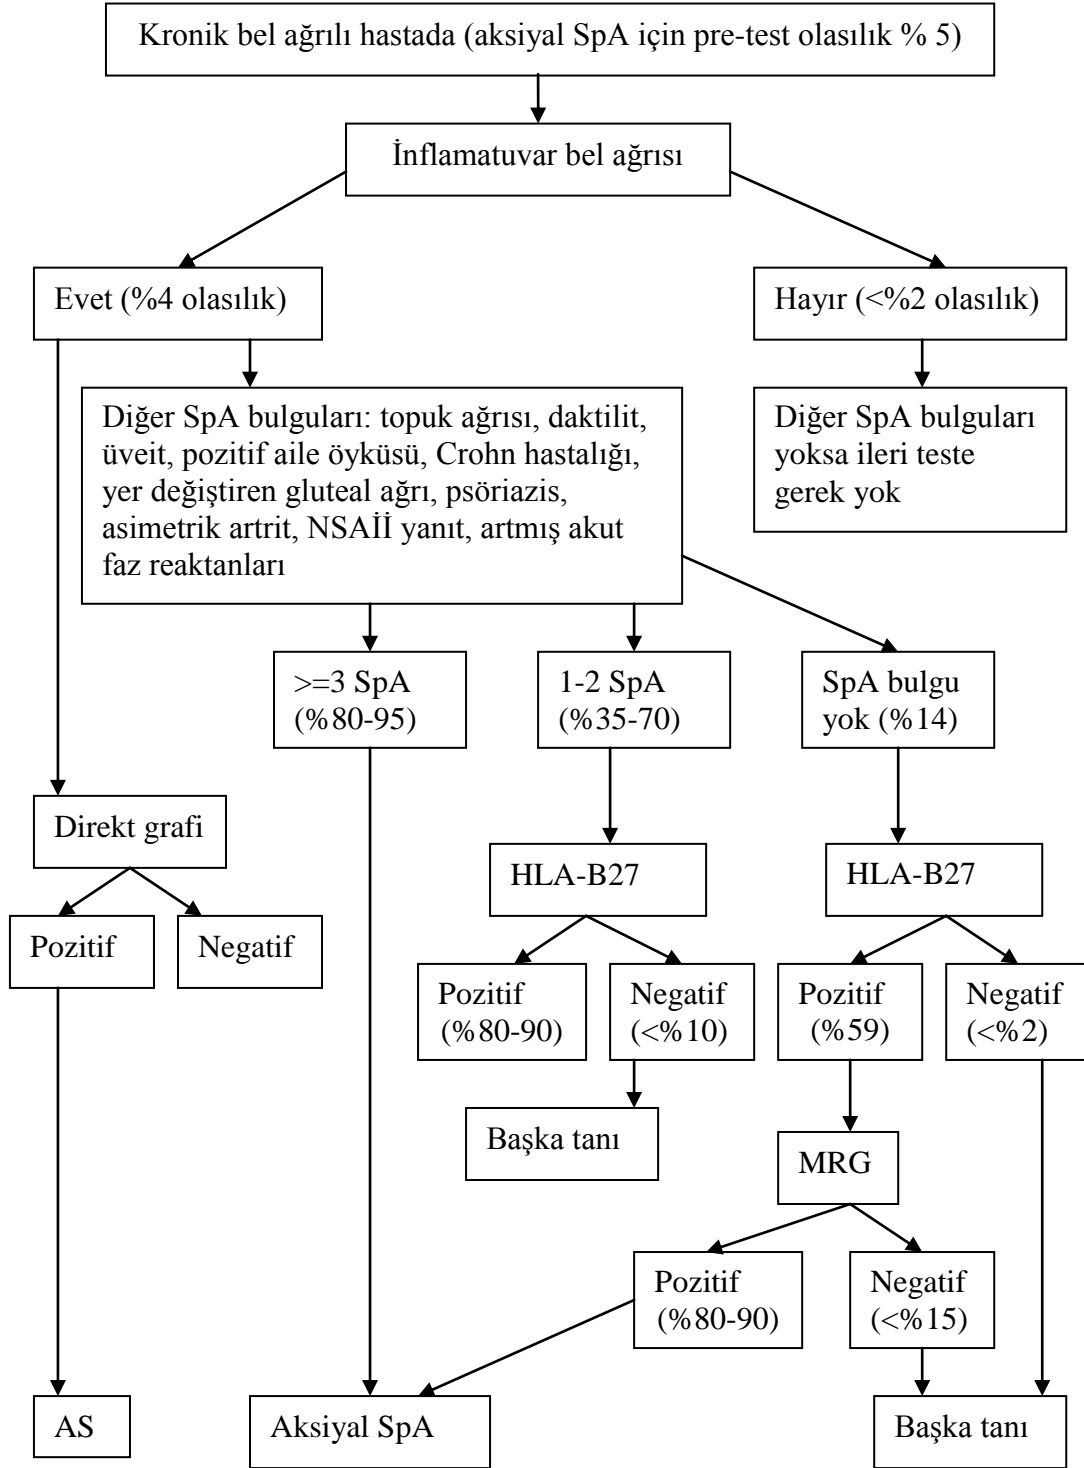 Kronik bel ağrılı hastada (aksiyal SpA için pre-test olasılık % 5)
İnflamatuvar bel ağrısı
Evet (%4 olasılık)
Hayır (<%2 olasılık)
Diğer SpA bulguları: topuk ağrısı, daktilit,
üveit, pozitif aile öyküsü, Crohn hastalığı,
yer değiştiren gluteal ağrı, psöriazis,
asimetrik artrit, NSAİİ yanıt, artmış akut
faz reaktanları
Diğer SpA bulguları
yoksa ileri teste
gerek yok
>=3 SpA
(%80-95)
1-2 SpA
(%35-70)
SpA bulgu
yok (%14)
Direkt grafi
Pozitif
Negatif
HLA-B27
HLA-B27
Pozitif
(%80-90)
Negatif
(<%10)
Pozitif
(%59)
Negatif
(<%2)
Başka tanı
MRG
Pozitif
(%80-90)
Negatif
(<%15)
AS
Aksiyal SpA
Başka tanı